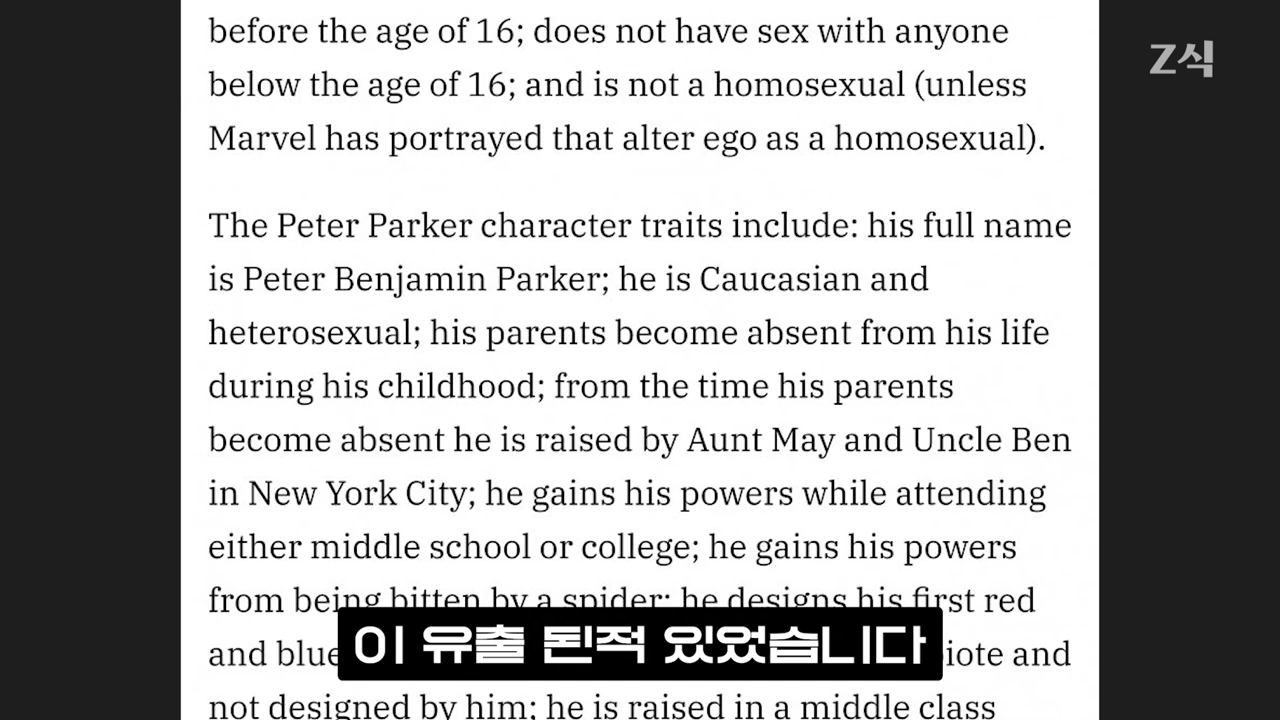 before the age of 16; does not have sex with anyone
below the age of 16; and is not a homosexual (unless
Marvel has portrayed that alter ego as a homosexual).
The Peter Parker character traits include: his full name
is Peter Benjamin Parker; he is Caucasian and
heterosexual; his parents become absent from his life
during his childhood; from the time his parents
become absent he is raised by Aunt May and Uncle Ben
in New York City; he gains his powers while attending
either middle school or college; he gains his powers
from being bitten by a spider; he designs his first red
and blue iote and
not designed by him; he is raised in a middle class
이 유출 된적 있었습니다
Z식